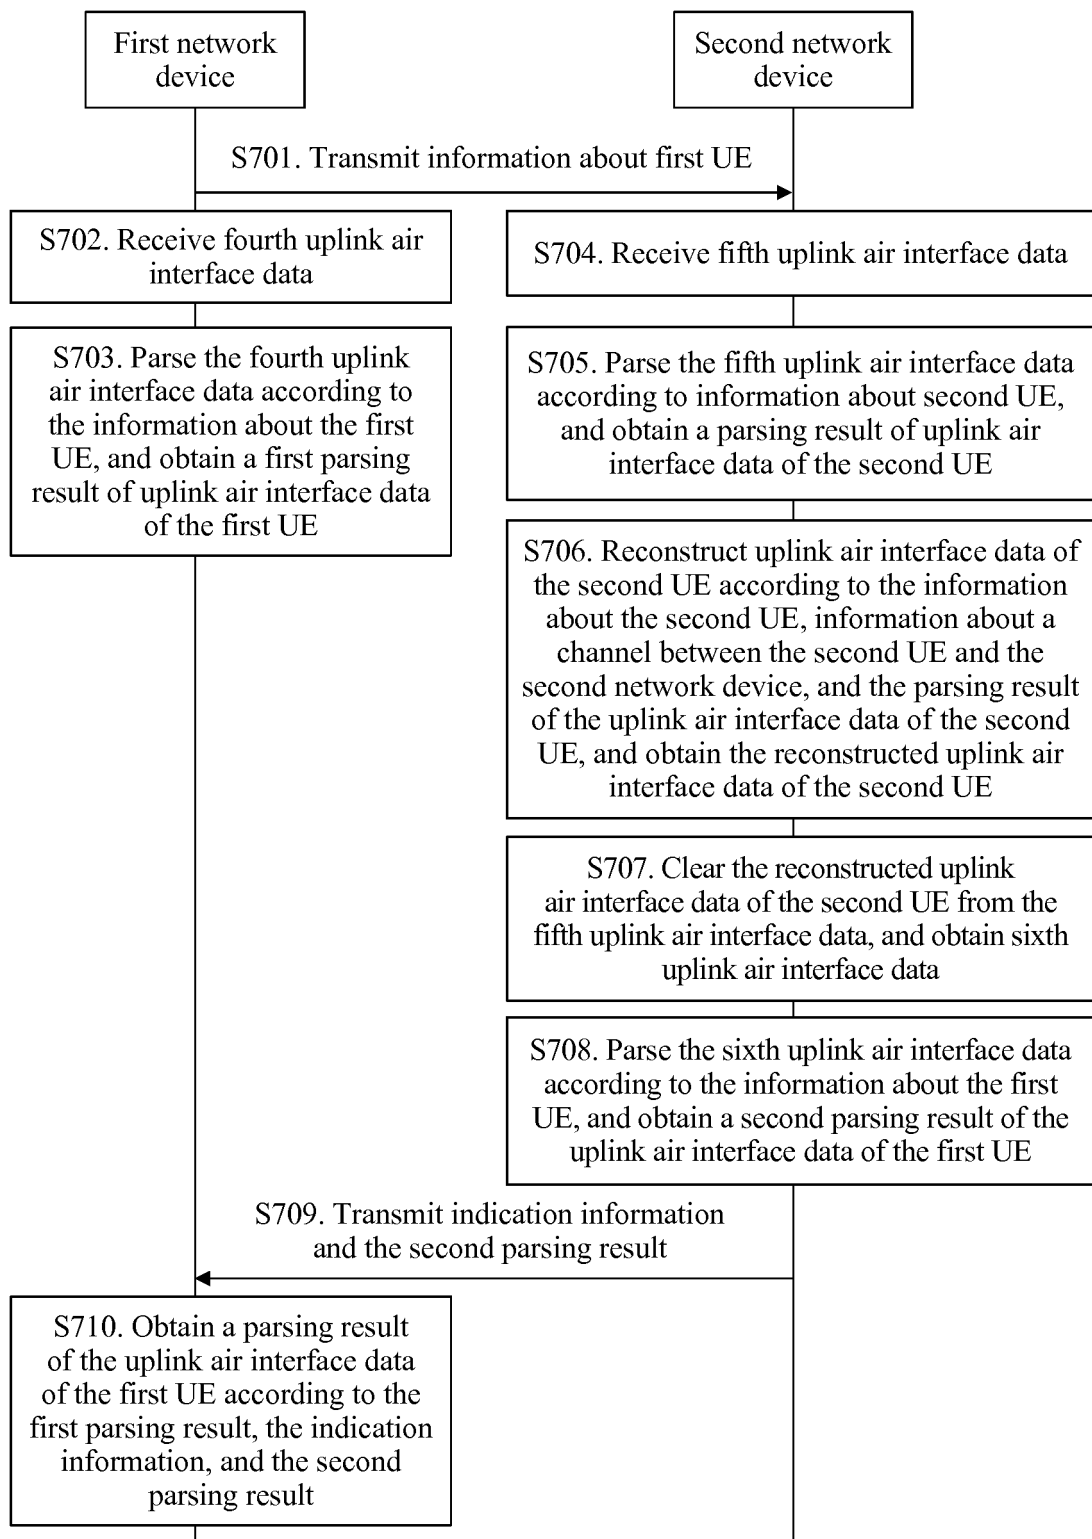 First network
device
Second network
device
S701. Transmit information about first UE
S702. Receive fourth uplink air
interface data
S704. Receive fifth uplink air interface data
S703. Parse the fourth uplink
air interface data according to
the information about the first
UE, and obtain a first parsing
result of uplink air interface data
of the first UE
S705. Parse the fifth uplink air interface data
according to information about second UE,
and obtain a parsing result of uplink air
interface data of the second UE
S706. Reconstruct uplink air interface data of
the second UE according to the information
about the second UE, information about a
channel between the second UE and the
second network device, and the parsing result
of the uplink air interface data of the second
UE, and obtain the reconstructed uplink air
interface data of the second UE
S707. Clear the reconstructed uplink
air interface data of the second UE from the
fifth uplink air interface data, and obtain sixth
uplink air interface data
S708. Parse the sixth uplink air interface data
according to the information about the first
UE, and obtain a second parsing result of the
uplink air interface data of the first UE
S709. Transmit indication information
and the second parsing result
S710. Obtain a parsing result
of the uplink air interface data
of the first UE according to the
first parsing result, the indication
information, and the second
parsing result